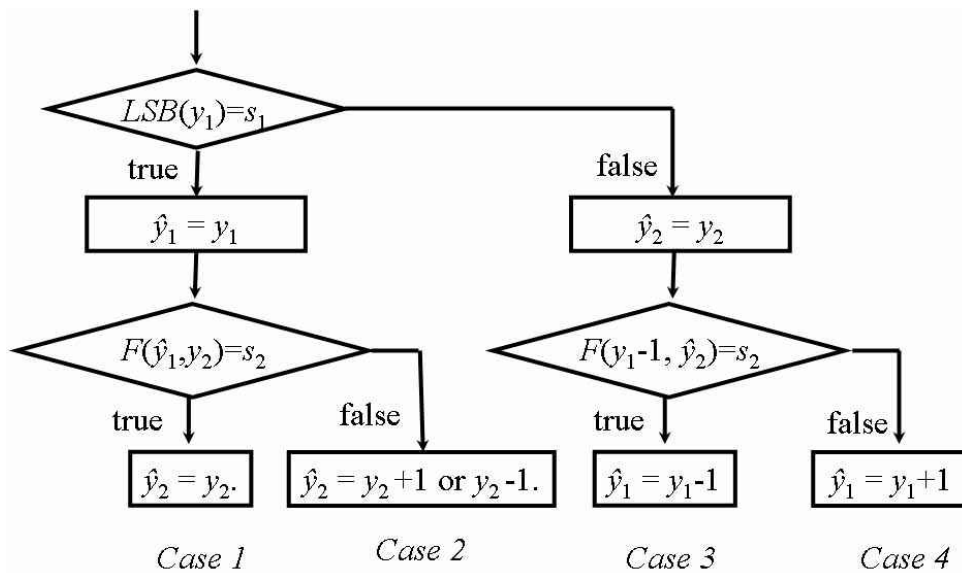 LSB(y₁)=s₁
true
false
ŷ₁ = y₁
ŷ₂ = y₂
F(ŷ₁,y₂)=s₂
F(y₁-1, ŷ₂)=s₂
true
false
true
false
ŷ₂ = y₂.
ŷ₂ = y₂+1 or y₂-1.
ŷ₁ = y₁-1
ŷ₁ = y₁+1
Case 1
Case 2
Case 3
Case 4